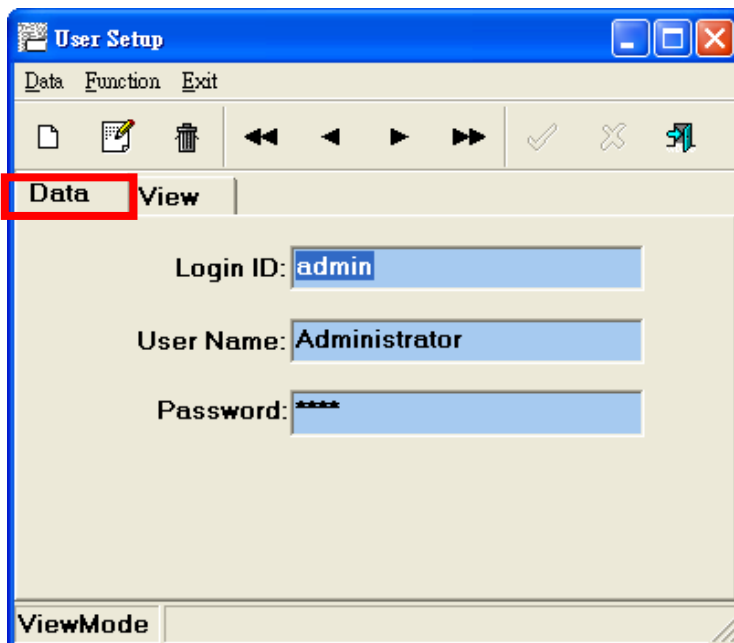 User Setup
Data Function Exit
Data View
Login ID: admin
User Name: Administrator
Password: ****
ViewMode